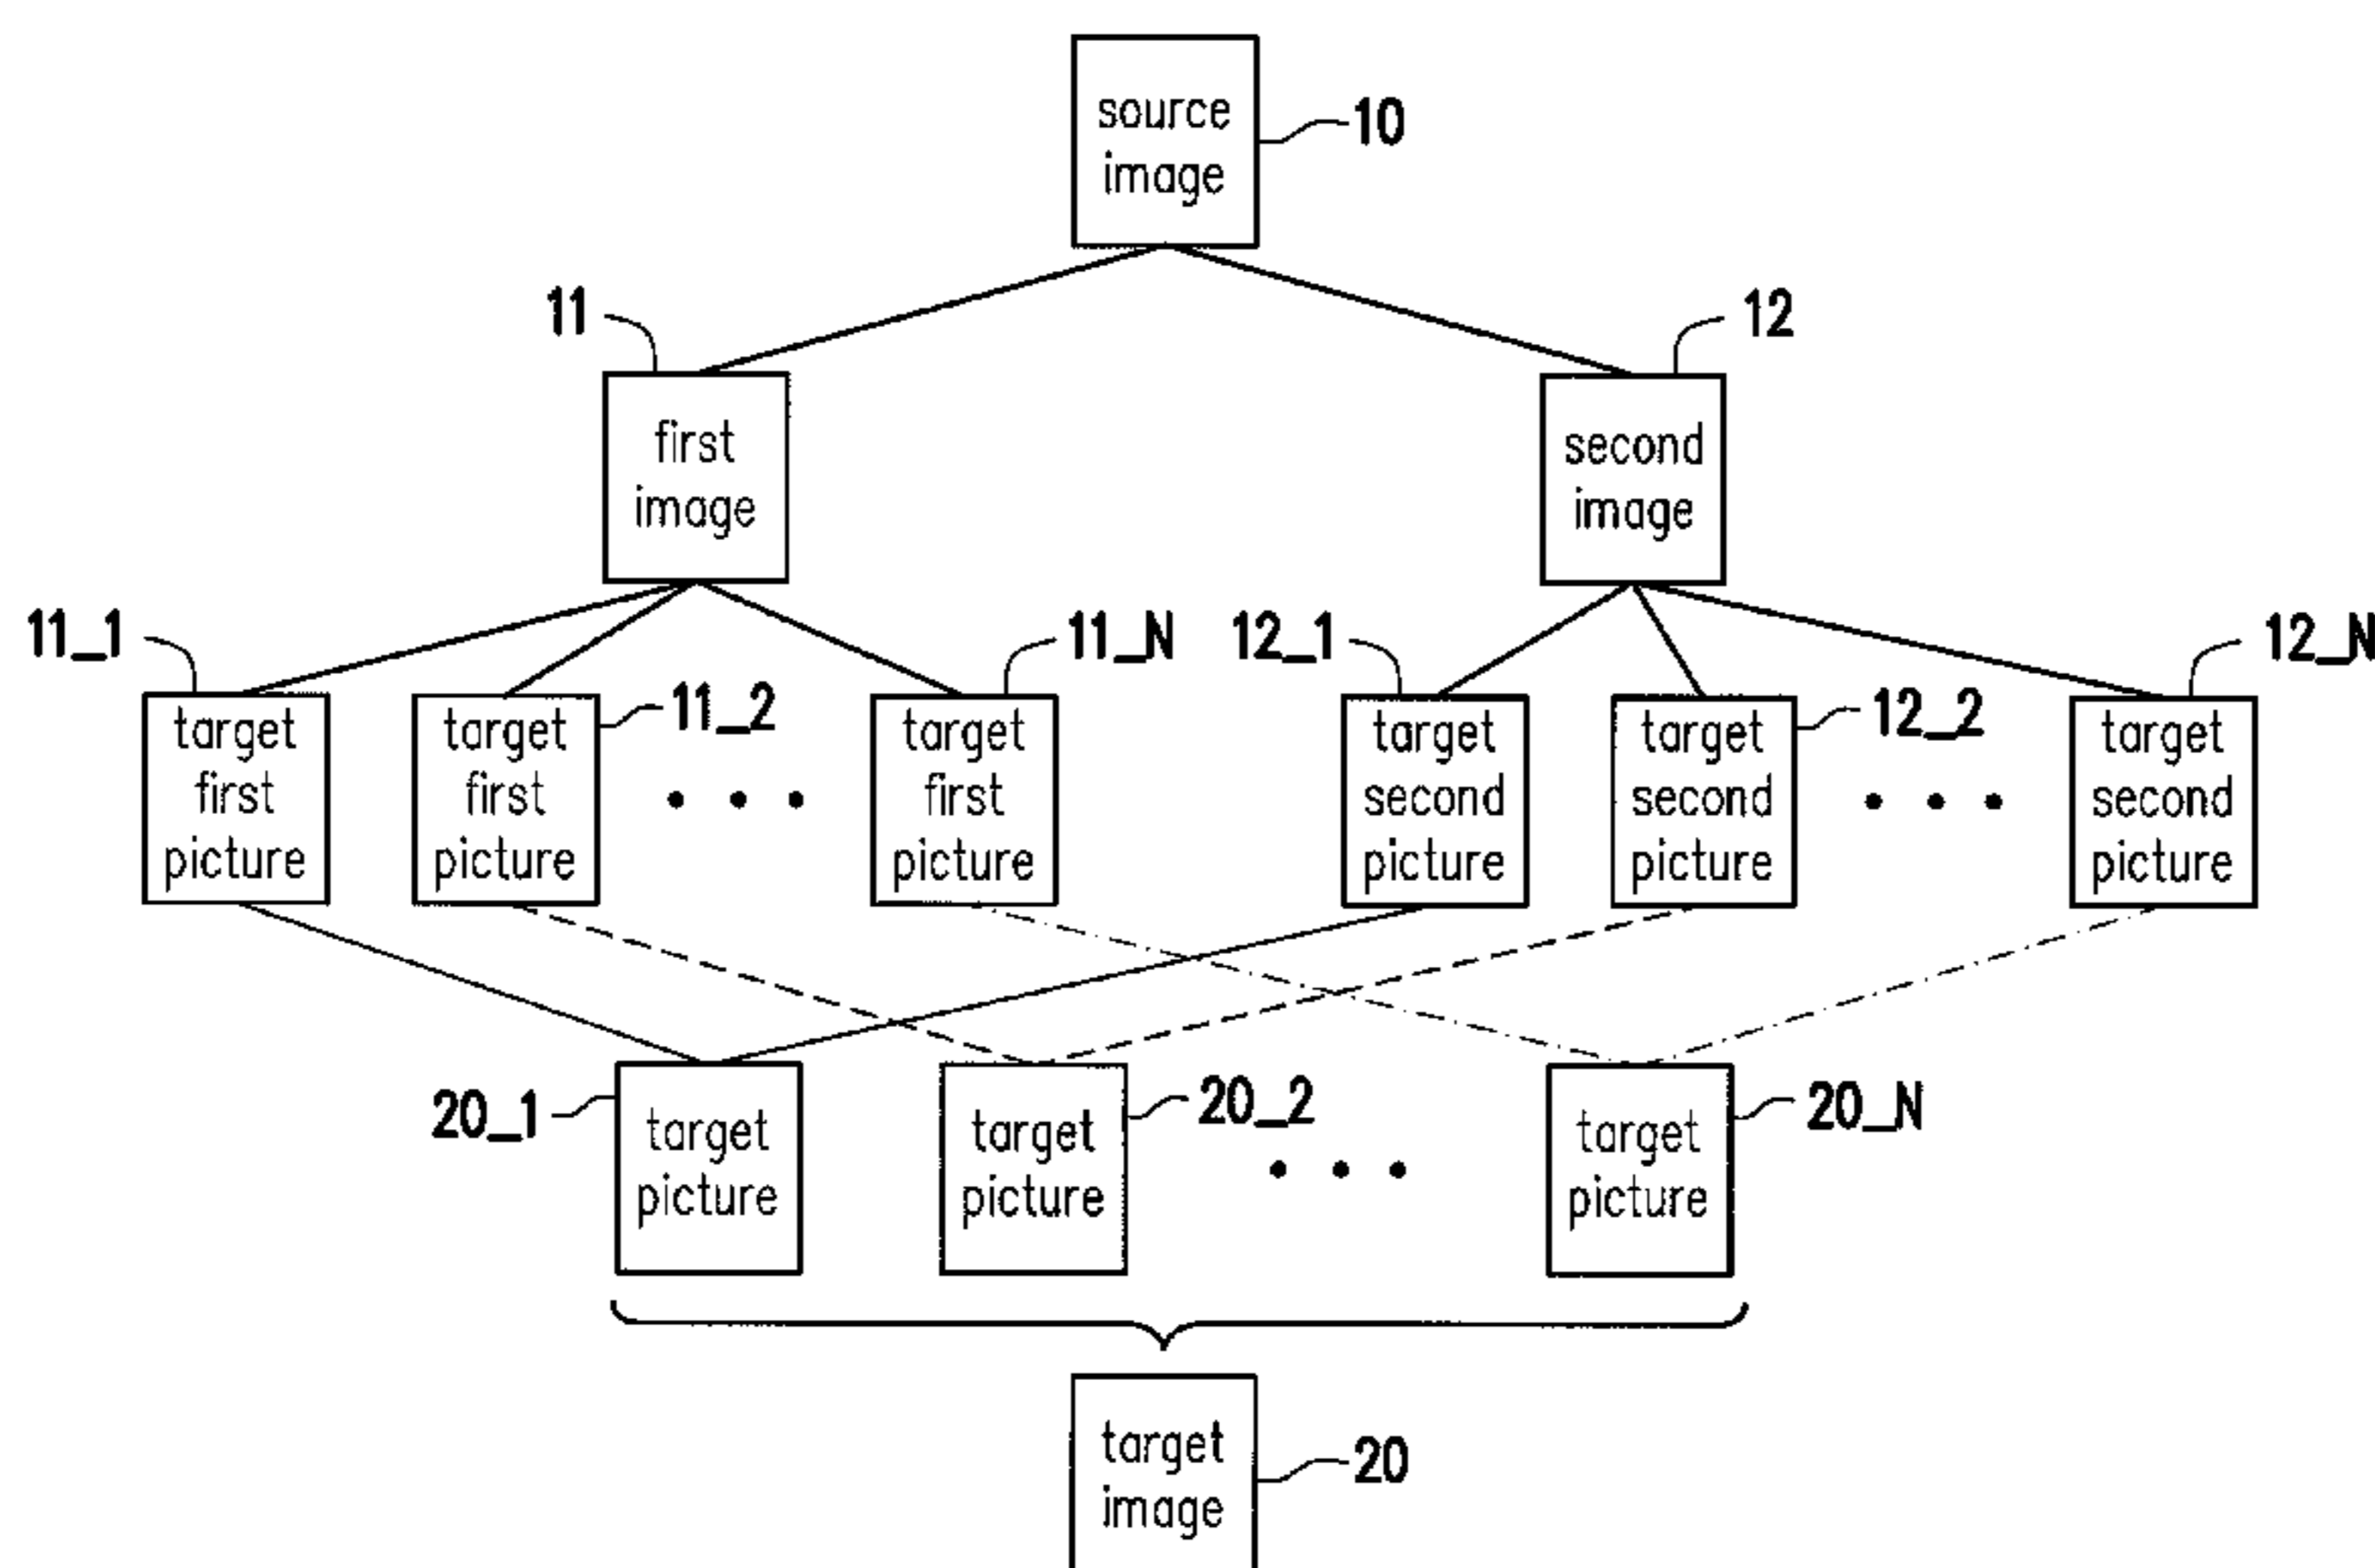 source
image
10
11
12
first
image
second
image
11_1
11_2
11_N
12_1
12_2
12_N
target
first
picture
target
first
picture
target
first
picture
target
second
picture
target
second
picture
target
second
picture
20_1
target
picture
target
picture
20_2
target
picture
20_N
target
image
20